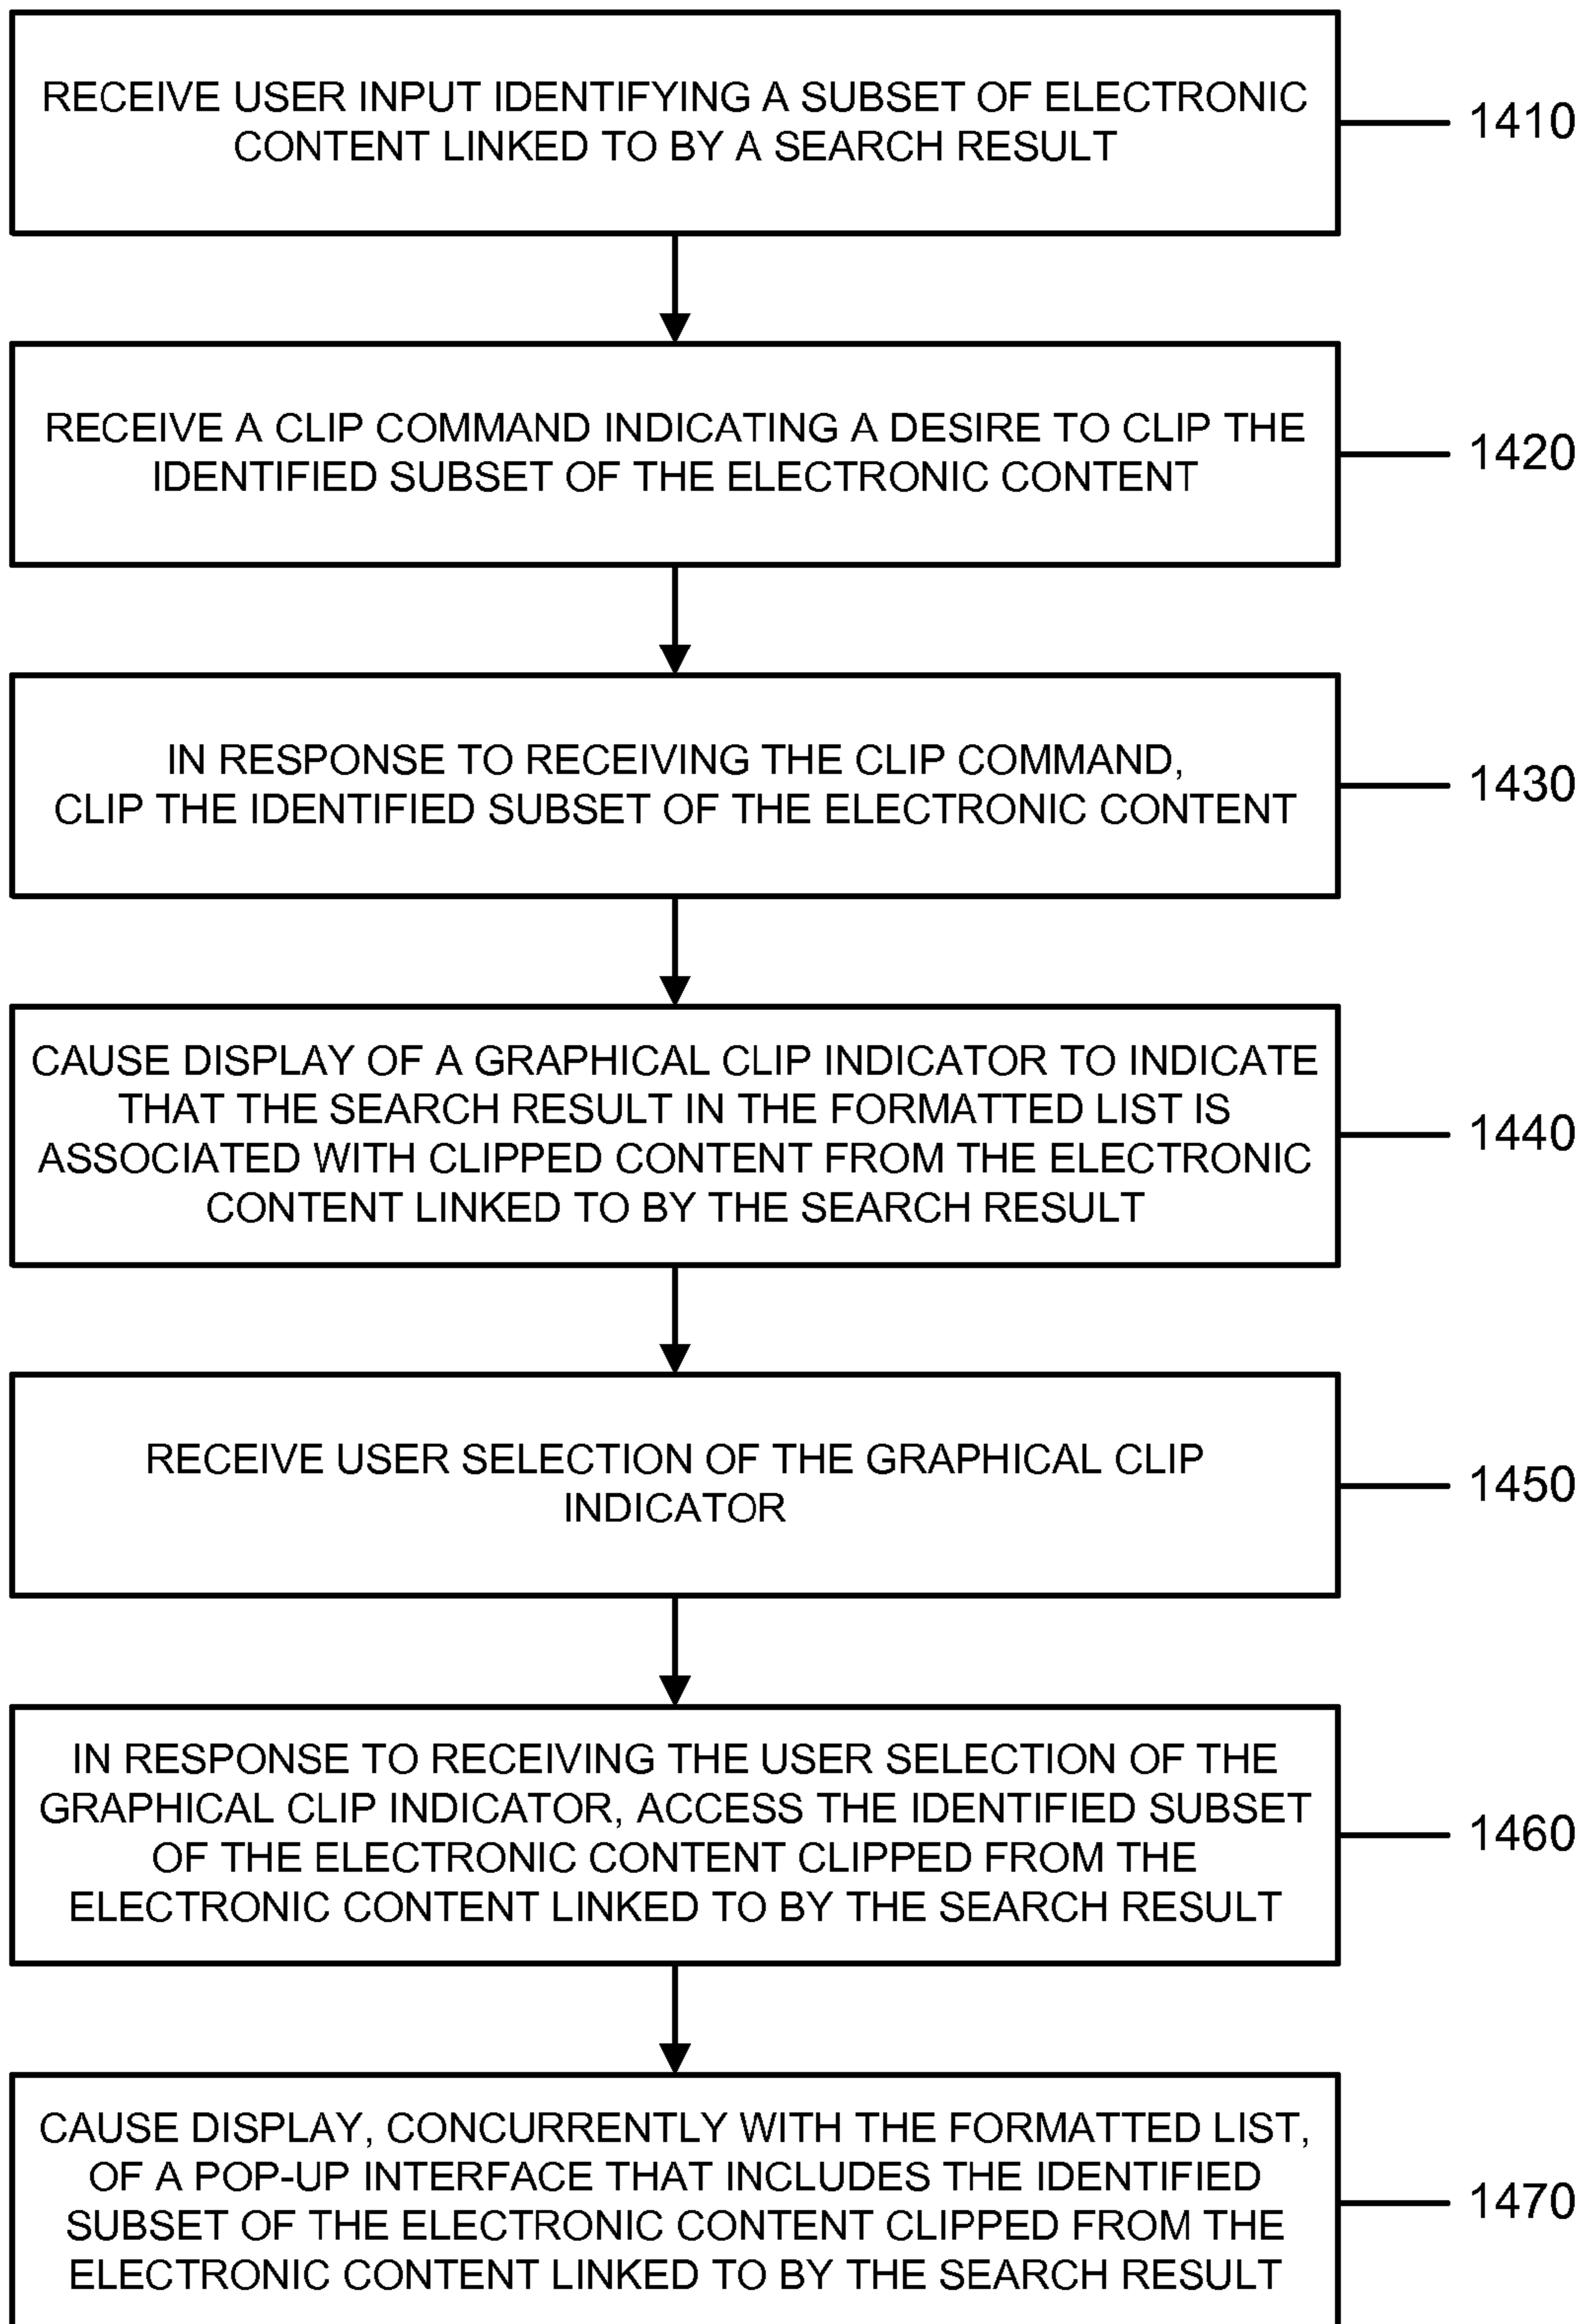 RECEIVE USER INPUT IDENTIFYING A SUBSET OF ELECTRONIC
CONTENT LINKED TO BY A SEARCH RESULT
1410
RECEIVE A CLIP COMMAND INDICATING A DESIRE TO CLIP THE
IDENTIFIED SUBSET OF THE ELECTRONIC CONTENT
1420
IN RESPONSE TO RECEIVING THE CLIP COMMAND,
CLIP THE IDENTIFIED SUBSET OF THE ELECTRONIC CONTENT
1430
CAUSE DISPLAY OF A GRAPHICAL CLIP INDICATOR TO INDICATE
THAT THE SEARCH RESULT IN THE FORMATTED LIST IS
ASSOCIATED WITH CLIPPED CONTENT FROM THE ELECTRONIC
CONTENT LINKED TO BY THE SEARCH RESULT
1440
RECEIVE USER SELECTION OF THE GRAPHICAL CLIP
INDICATOR
1450
IN RESPONSE TO RECEIVING THE USER SELECTION OF THE
GRAPHICAL CLIP INDICATOR, ACCESS THE IDENTIFIED SUBSET
OF THE ELECTRONIC CONTENT CLIPPED FROM THE
ELECTRONIC CONTENT LINKED TO BY THE SEARCH RESULT
1460
CAUSE DISPLAY, CONCURRENTLY WITH THE FORMATTED LIST,
OF A POP-UP INTERFACE THAT INCLUDES THE IDENTIFIED
SUBSET OF THE ELECTRONIC CONTENT CLIPPED FROM THE
ELECTRONIC CONTENT LINKED TO BY THE SEARCH RESULT
1470